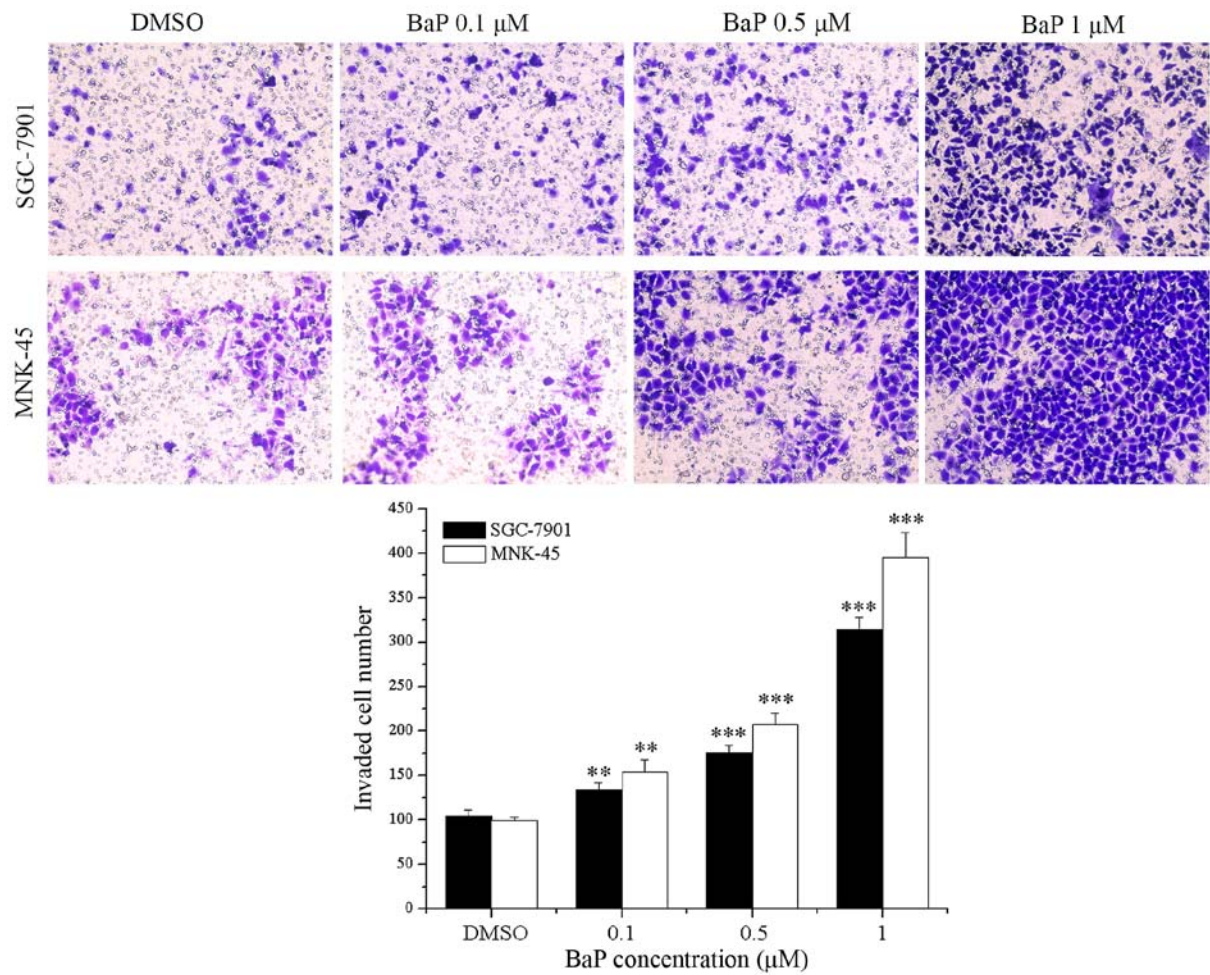 DMSO BaP 0.1 μM BaP 0.5 μM BaP 1 μM
SGC-7901
MNK-45
450
400
350
300
250
200
150
100
50
0
Invaded cell number
SGC-7901
MNK-45
** **
*** ***
*** ***
DMSO 0.1 0.5 1
BaP concentration (μM)